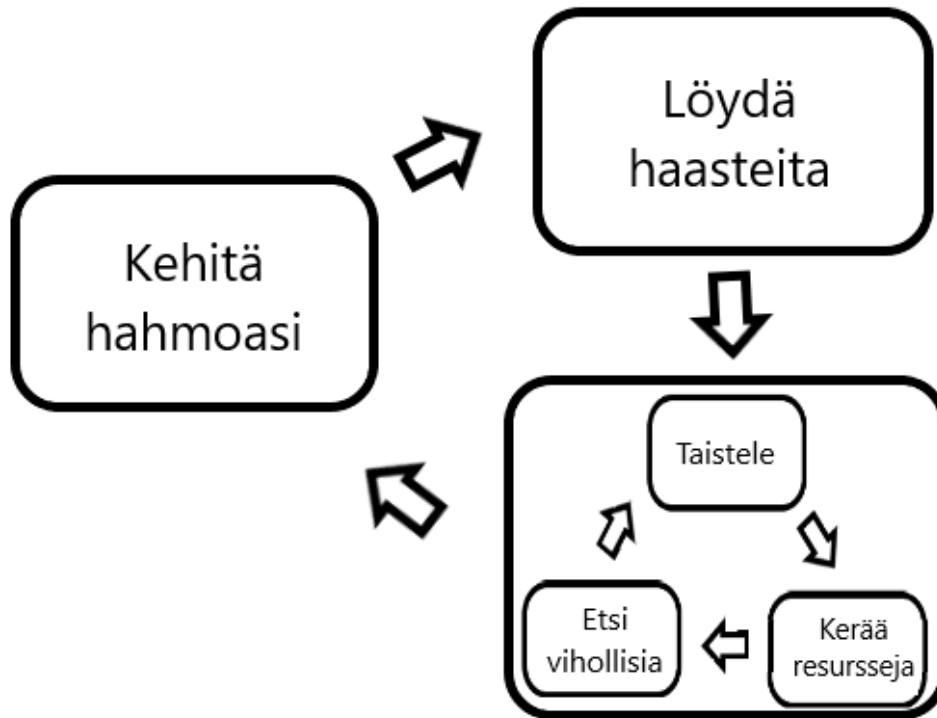 Löydä
haasteita
Kehitä
hahmoasi
Taistele
Etsi
vihollisia
Kerää
resursseja